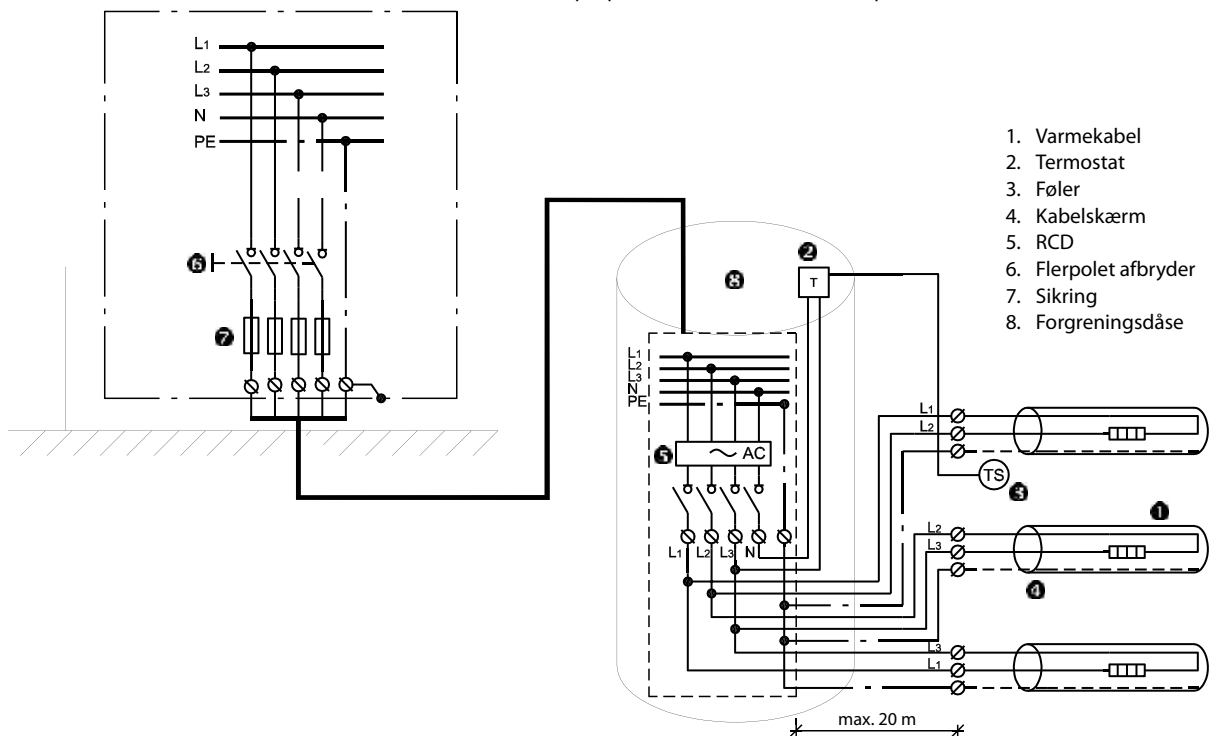 L1
L2
L3
N
PE
6
7
1. Varmekabel
2. Termostat
3. Føler
4. Kabelskærm
5. RCD
6. Flerpolet afbryder
7. Sikring
8. Forgreningsdåse
2
8
T
L1
L2
L3
N
PE
5
AC
L1 L2 L3 N
L1
L2
TS
3
1
L2
L3
4
L3
L1
max. 20 m